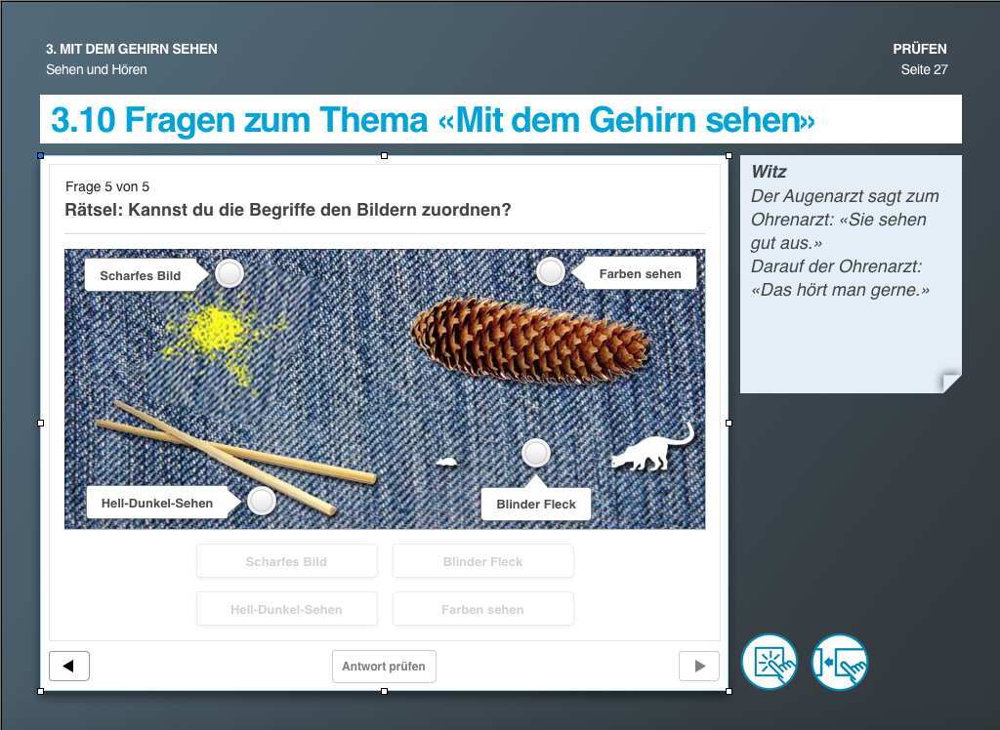 3. MIT DEM GEHIRN SEHEN
Sehen und Hören
PRÜFEN
Seite 27
3.10 Fragen zum Thema «Mit dem Gehirn sehen»
Frage 5 von 5
Rätsel: Kannst du die Begriffe den Bildern zuordnen?
Scharfes Bild
Farben sehen
Hell-Dunkel-Sehen
Blinder Fleck
Scharfes Bild
Blinder Fleck
Hell-Dunkel-Sehen
Farben sehen
Antwort prüfen
Witz
Der Augenarzt sagt zum
Ohrenarzt: «Sie sehen
gut aus.»
Darauf der Ohrenarzt:
«Das hört man gerne.»